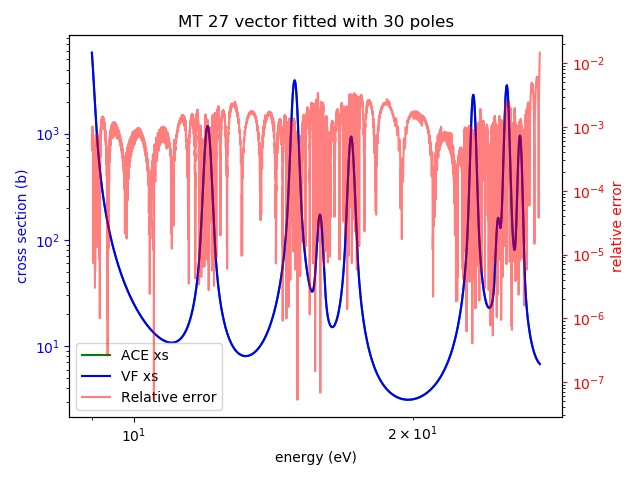 MT 27 vector fitted with 30 poles
10³
10²
10¹
cross section (b)
10⁻²
10⁻³
10⁻⁴
10⁻⁵
10⁻⁶
10⁻⁷
relative error
ACE xs
VF xs
Relative error
10¹
2 × 10¹
energy (eV)